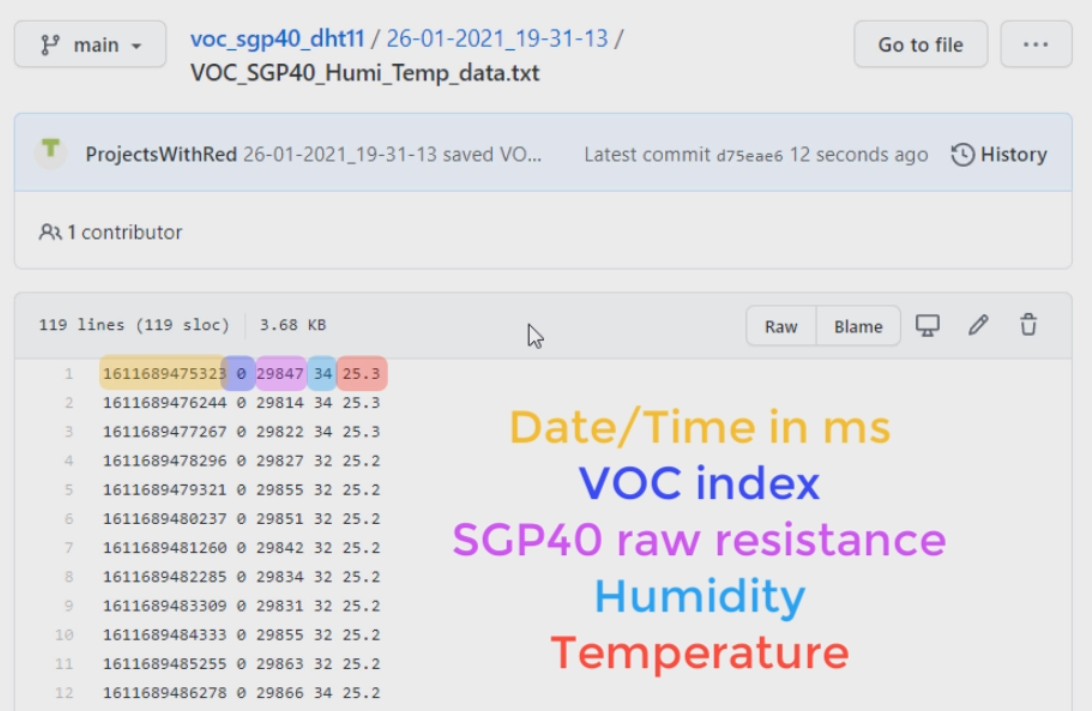 main
voc_sgp40_dht11 / 26-01-2021_19-31-13 /
VOC_SGP40_Humi_Temp_data.txt
Go to file
...
T
ProjectsWithRed 26-01-2021_19-31-13 saved VO...
Latest commit d75eae6 12 seconds ago
History
1 contributor
119 lines (119 sloc)
3.68 KB
Raw
Blame
1 1611689475323 0 29847 34 25.3
2 1611689476244 0 29814 34 25.3
3 1611689477267 0 29822 34 25.3
4 1611689478296 0 29827 32 25.2
5 1611689479321 0 29855 32 25.2
6 1611689480237 0 29851 32 25.2
7 1611689481260 0 29842 32 25.2
8 1611689482285 0 29834 32 25.2
9 1611689483309 0 29831 32 25.2
10 1611689484333 0 29855 32 25.2
11 1611689485255 0 29863 32 25.2
12 1611689486278 0 29866 34 25.2
Date/Time in ms
VOC index
SGP40 raw resistance
Humidity
Temperature